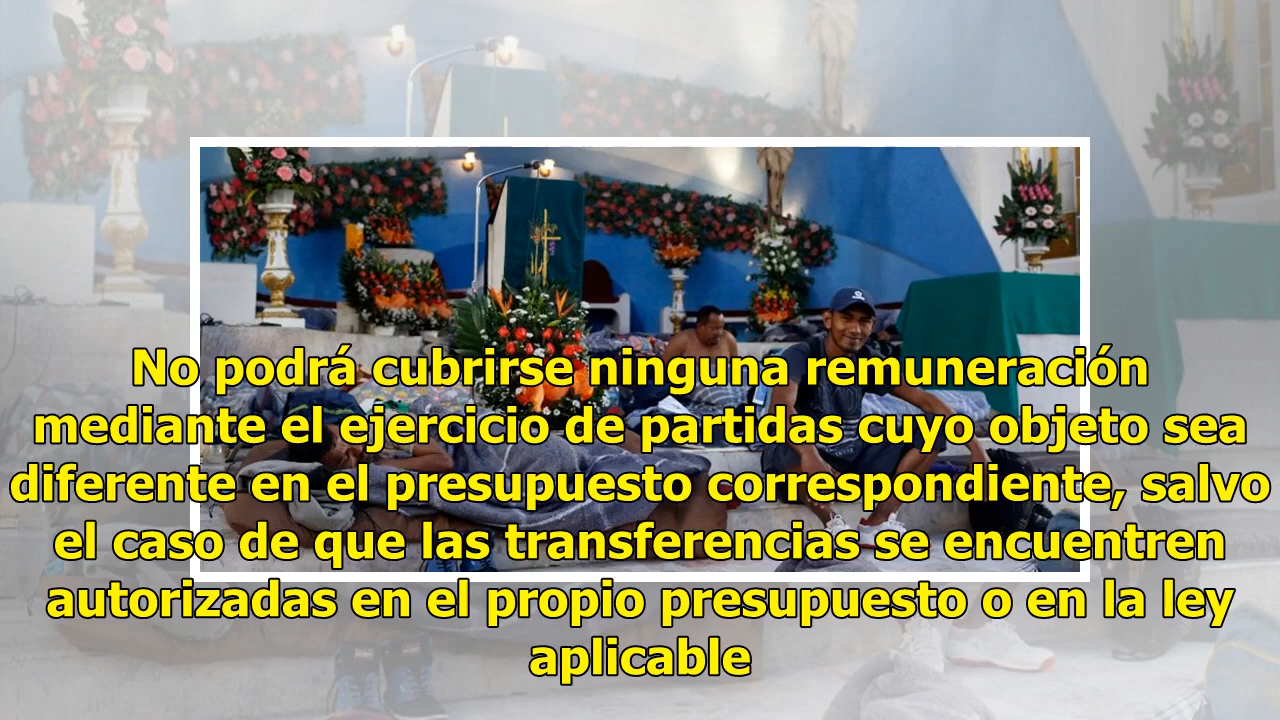 No podrá cubrirse ninguna remuneración
mediante el ejercicio de partidas cuyo objeto sea
diferente en el presupuesto correspondiente, salvo
el caso de que las transferencias se encuentren
autorizadas en el propio presupuesto o en la ley
aplicable